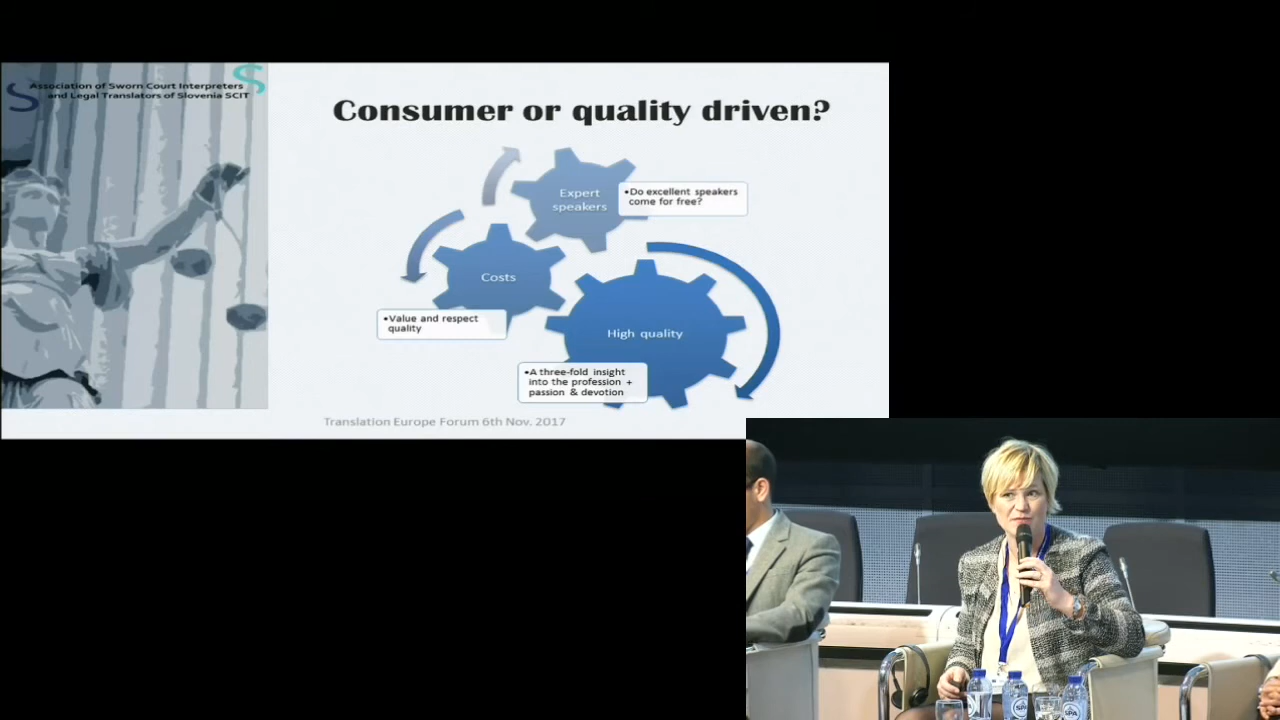 Association of Sworn Court Interpreters
and Legal Translators of Slovenia SCIT
Consumer or quality driven?
Expert
speakers
•Do excellent speakers
come for free?
Costs
•Value and respect
quality
High quality
•A three-fold insight
into the profession +
passion & devotion
Translation Europe Forum 6th Nov. 2017
SPA
SPA